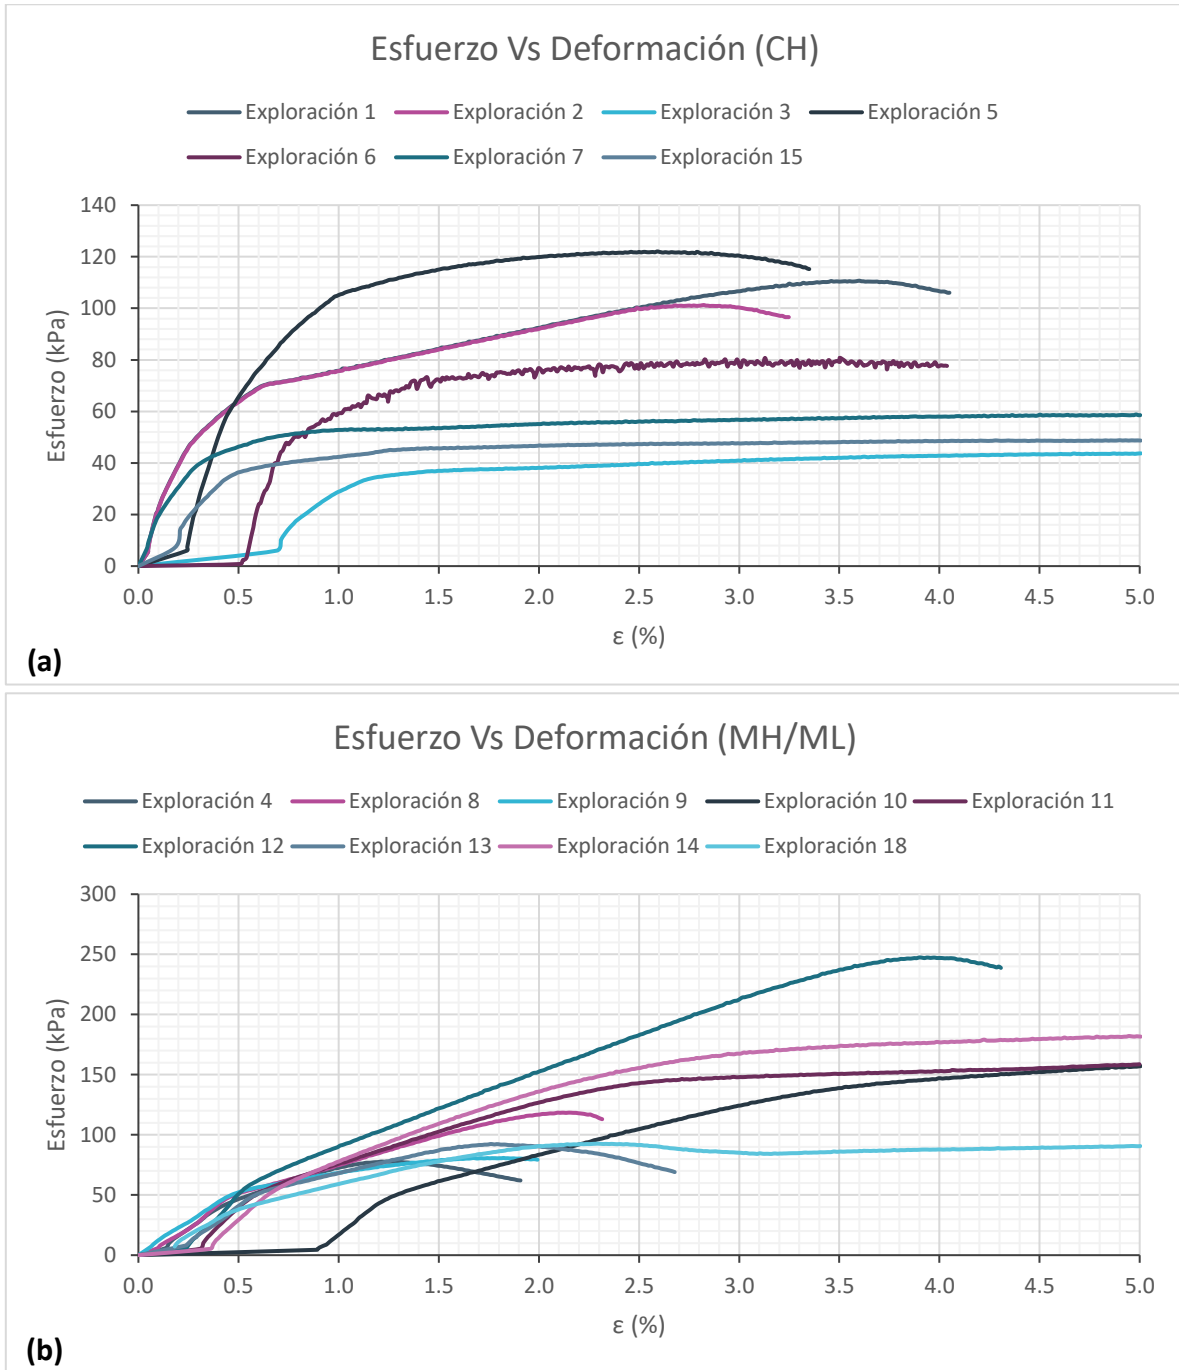 Esfuerzo Vs Deformación (CH)
Exploración 1 Exploración 2 Exploración 3 Exploración 5
Exploración 6 Exploración 7 Exploración 15
140
120
100
80
60
40
20
0
Esfuerzo (kPa)
0.0 0.5 1.0 1.5 2.0 2.5 3.0 3.5 4.0 4.5 5.0
ε (%)
(a)
Esfuerzo Vs Deformación (MH/ML)
Exploración 4 Exploración 8 Exploración 9 Exploración 10 Exploración 11
Exploración 12 Exploración 13 Exploración 14 Exploración 18
300
250
200
150
100
50
0
Esfuerzo (kPa)
0.0 0.5 1.0 1.5 2.0 2.5 3.0 3.5 4.0 4.5 5.0
ε (%)
(b)